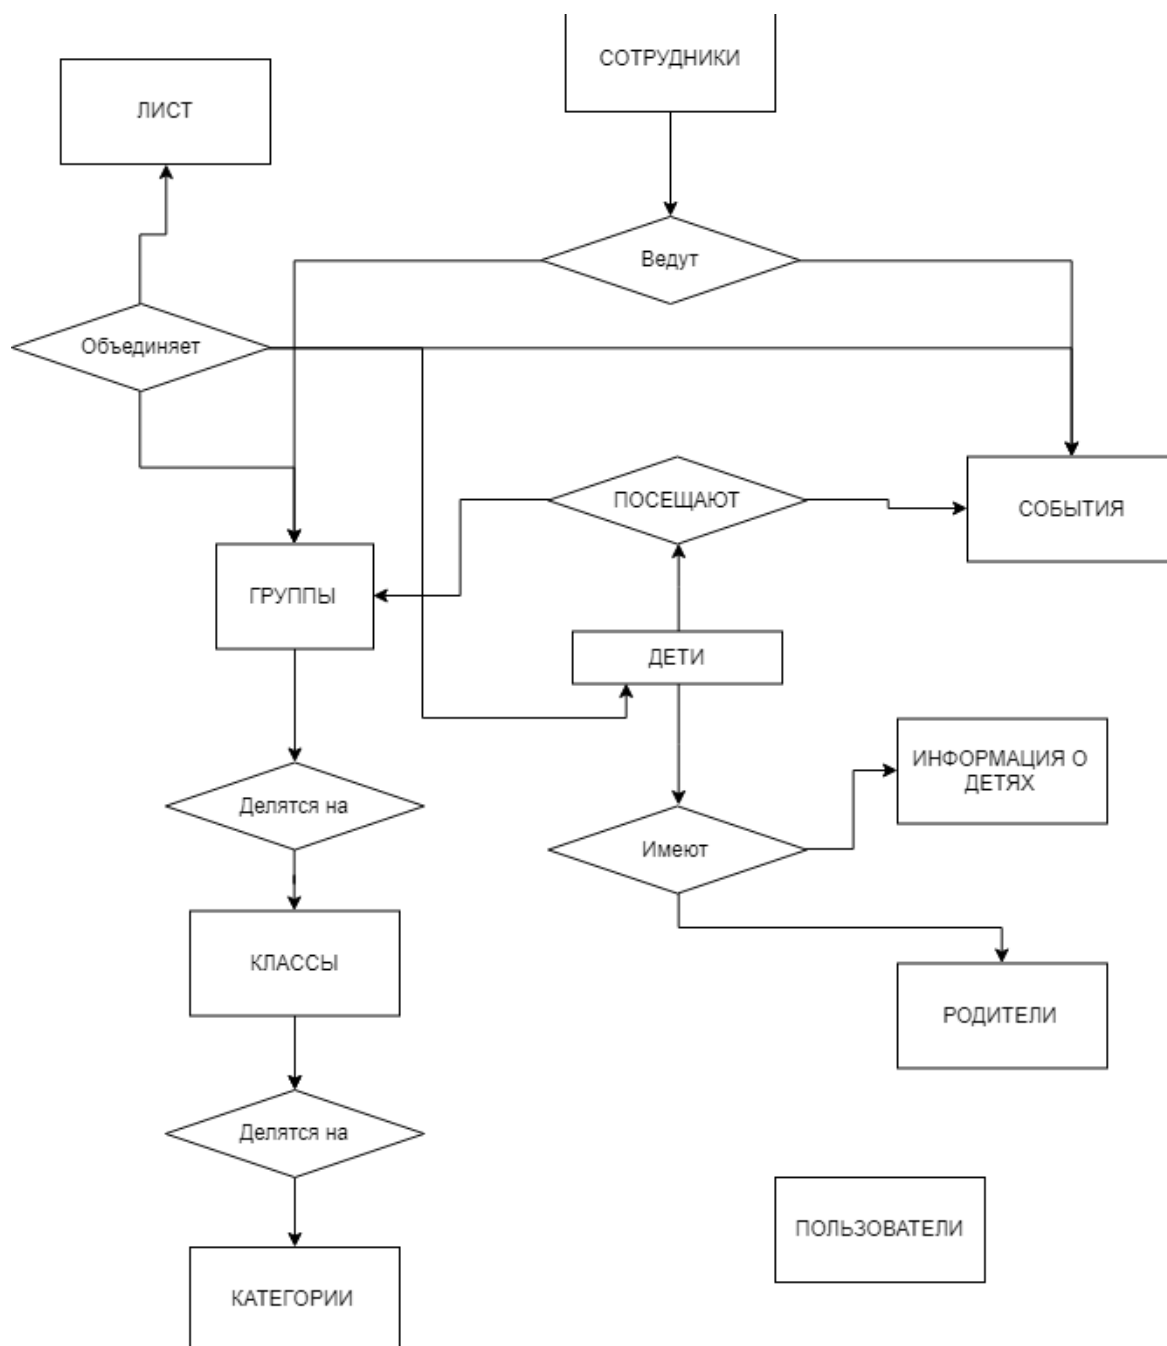 СОТРУДНИКИ
ЛИСТ
Ведут
Объединяет
ПОСЕЩАЮТ
СОБЫТИЯ
ГРУППЫ
ДЕТИ
ИНФОРМАЦИЯ О
ДЕТЯХ
Делятся на
Имеют
КЛАССЫ
РОДИТЕЛИ
Делятся на
ПОЛЬЗОВАТЕЛИ
КАТЕГОРИИ